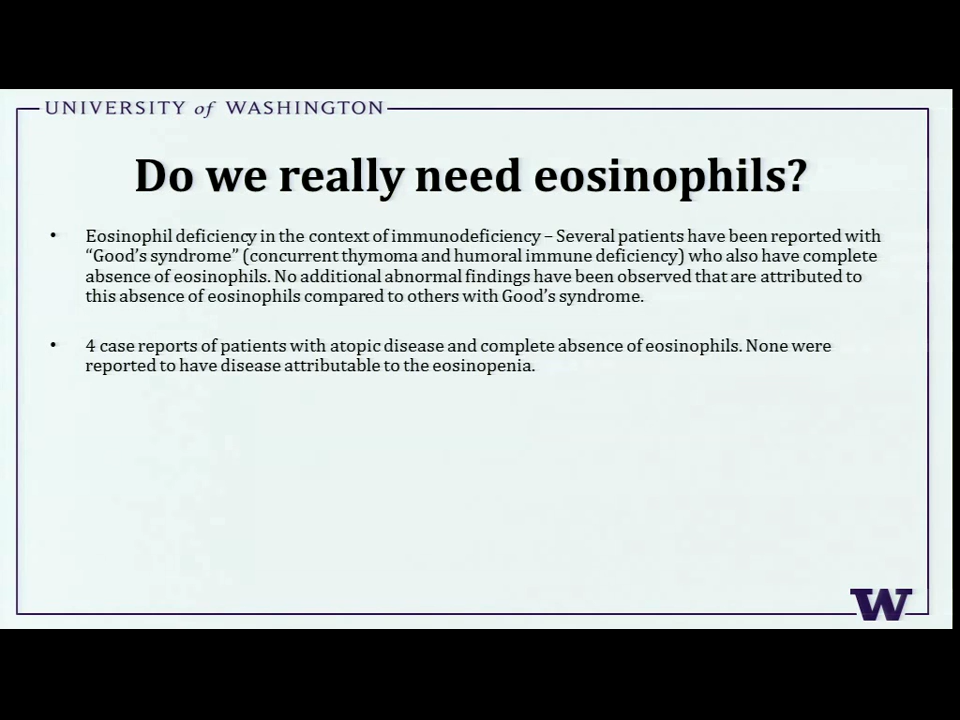 UNIVERSITY of WASHINGTON
Do we really need eosinophils?
• Eosinophil deficiency in the context of immunodeficiency – Several patients have been reported with
“Good’s syndrome” (concurrent thymoma and humoral immune deficiency) who also have complete
absence of eosinophils. No additional abnormal findings have been observed that are attributed to
this absence of eosinophils compared to others with Good’s syndrome.
• 4 case reports of patients with atopic disease and complete absence of eosinophils. None were
reported to have disease attributable to the eosinopenia.
W